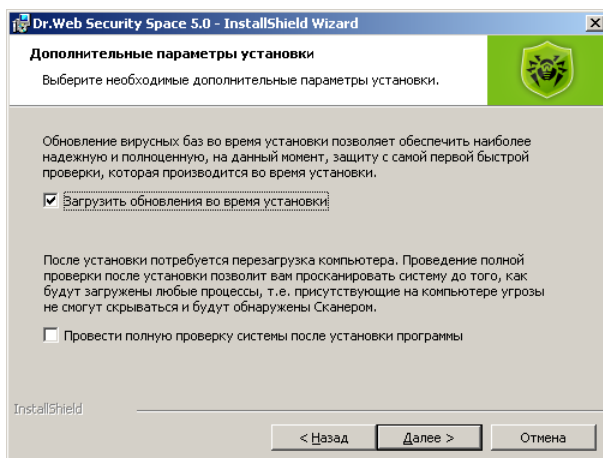 Dr.Web Security Space 5.0 - InstallShield Wizard
Дополнительные параметры установки
Выберите необходимые дополнительные параметры установки.
Обновление вирусных баз во время установки позволяет обеспечить наиболее
надежную и полноценную, на данный момент, защиту с самой первой быстрой
проверки, которая производится во время установки.
Загрузить обновления во время установки
После установки потребуется перезагрузка компьютера. Проведение полной
проверки после установки позволит вам просканировать систему до того, как
будут загружены любые процессы, т.е. присутствующие на компьютере угрозы
не смогут скрываться и будут обнаружены Сканером.
Провести полную проверку системы после установки программы
InstallShield
< Назад
Далее >
Отмена